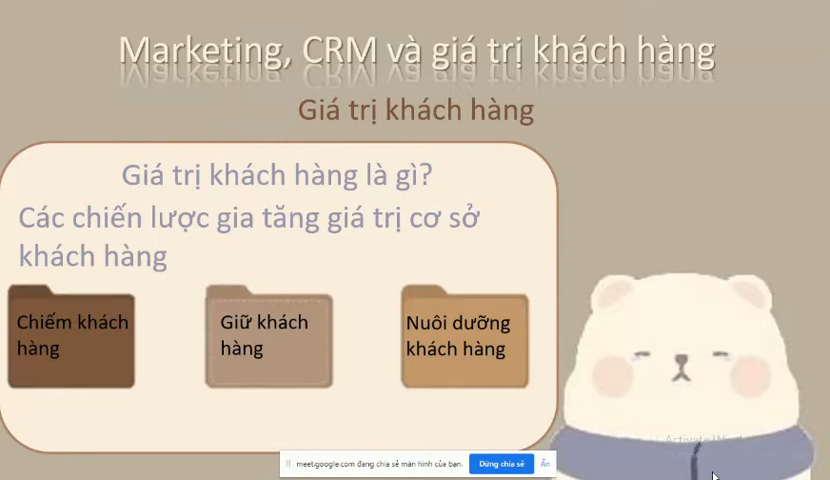 Marketing, CRM và giá trị khách hàng
Giá trị khách hàng
Giá trị khách hàng là gì?
Các chiến lược gia tăng giá trị cơ sở
khách hàng
Chiếm khách
hàng
Giữ khách
hàng
Nuôi dưỡng
khách hàng
meet.google.com đang chia sẻ màn hình của bạn.
Dừng chia sẻ
Ẩn